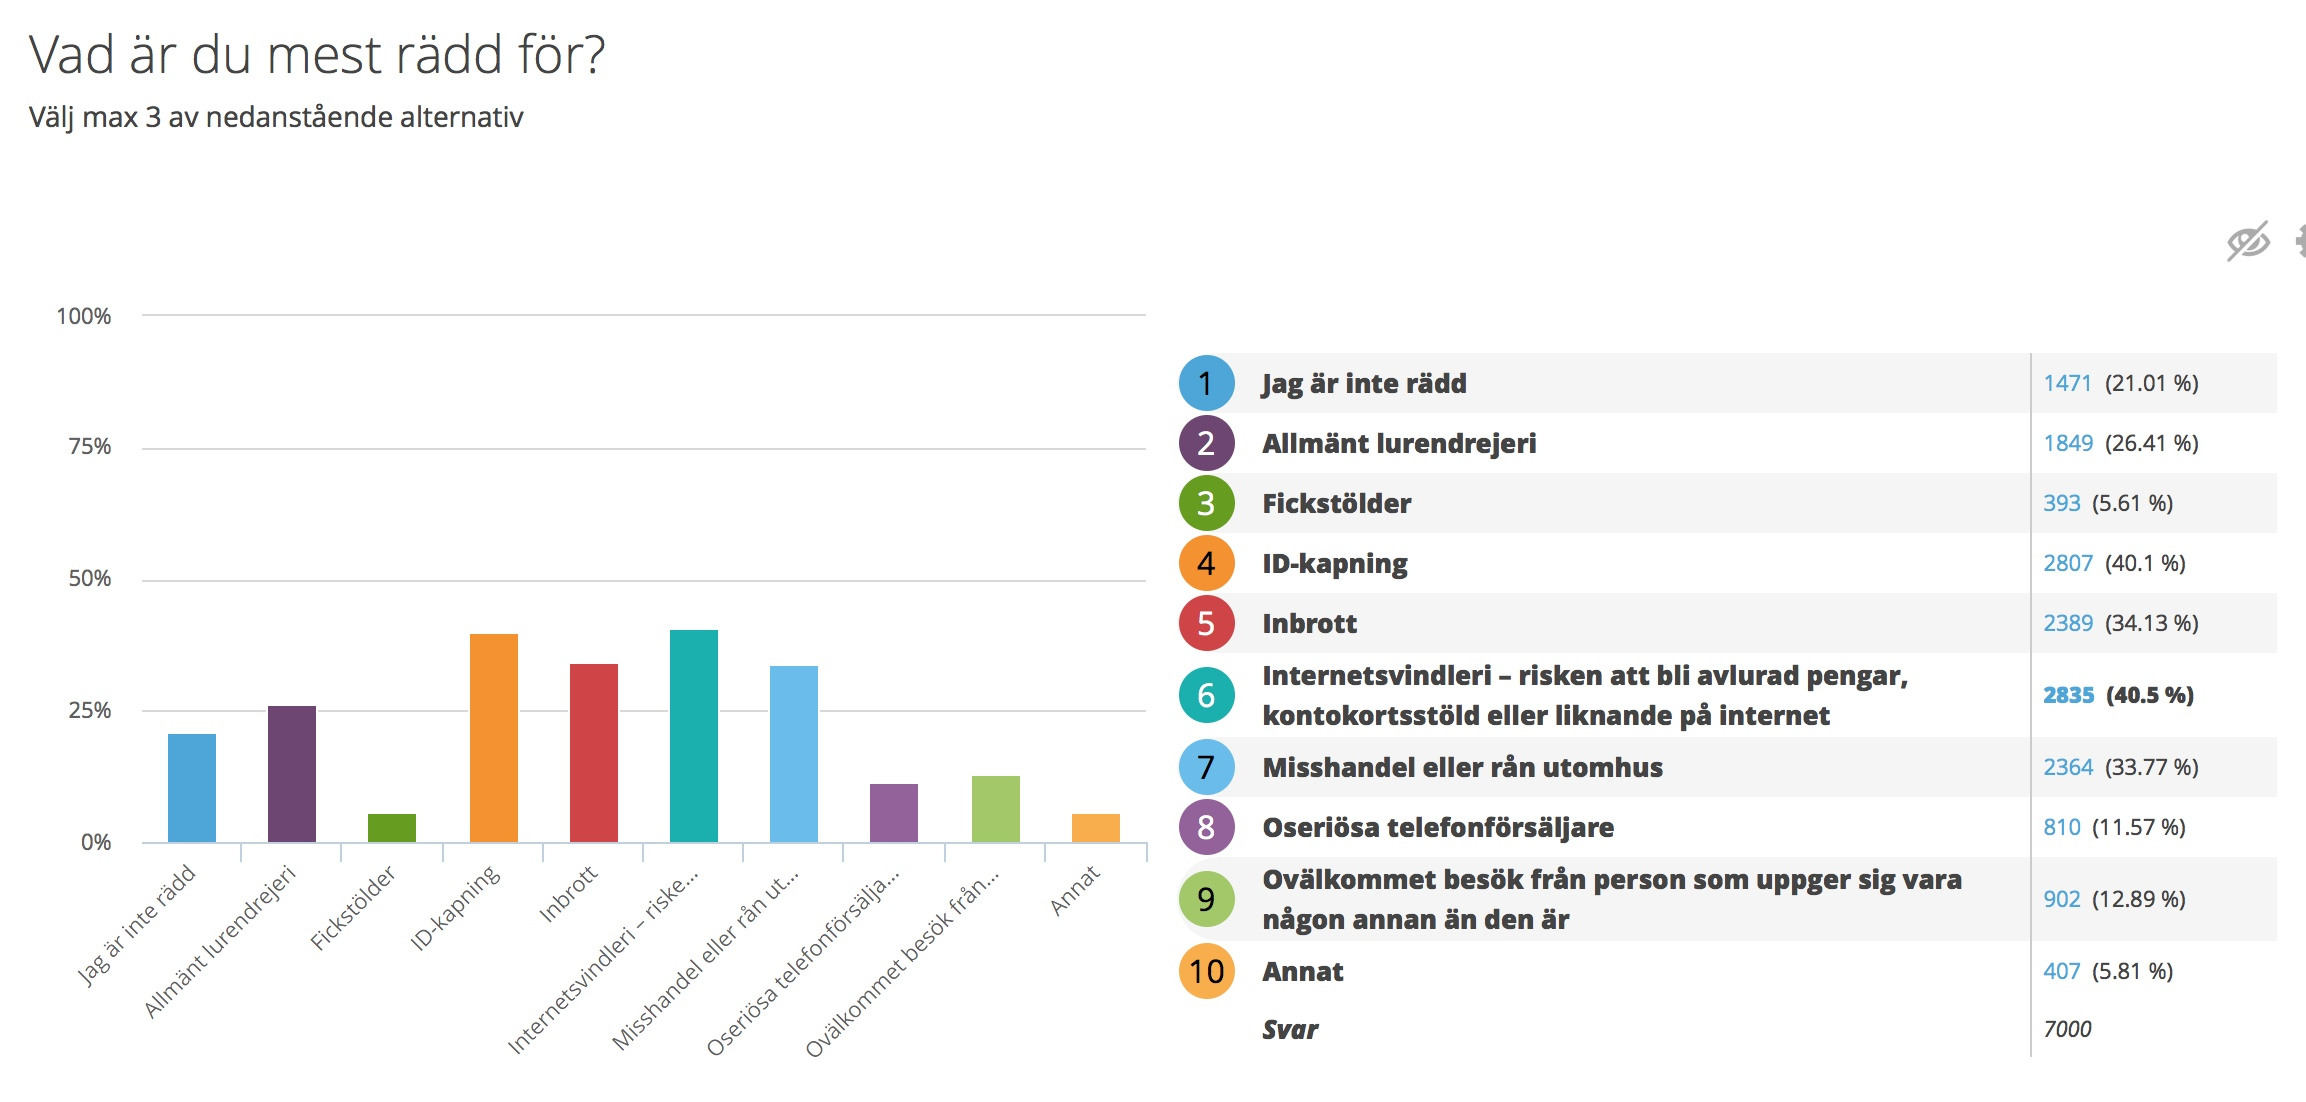 Vad är du mest rädd för?
Välj max 3 av nedanstående alternativ
100%
75%
50%
25%
0%
Jag är inte rädd
Allmänt lurendrejeri
Fickstölder
ID-kapning
Inbrott
Internetsvindleri – riske...
Misshandel eller rån ut...
Oseriösa telefonförsälja...
Ovälkommet besök från...
Annat
1 Jag är inte rädd 1471 (21.01 %)
2 Allmänt lurendrejeri 1849 (26.41 %)
3 Fickstölder 393 (5.61 %)
4 ID-kapning 2807 (40.1 %)
5 Inbrott 2389 (34.13 %)
6 Internetsvindleri – risken att bli avlurad pengar,
kontokortsstöld eller liknande på internet 2835 (40.5 %)
7 Misshandel eller rån utomhus 2364 (33.77 %)
8 Oseriösa telefonförsäljare 810 (11.57 %)
9 Ovälkommet besök från person som uppger sig vara
någon annan än den är 902 (12.89 %)
10 Annat 407 (5.81 %)
Svar 7000